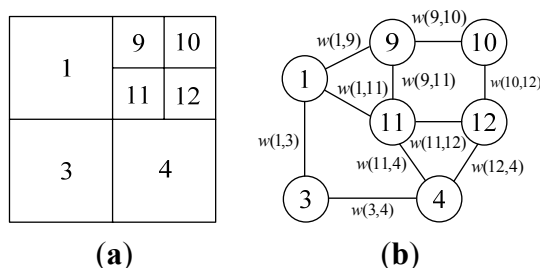 1
9 10
11 12
3 4
(a)
w(1,9) 9 w(9,10) 10
1 w(9,11) w(10,12)
w(1,11)
11 w(11,12) 12
w(1,3) w(11,4) w(12,4)
3 w(3,4) 4
(b)